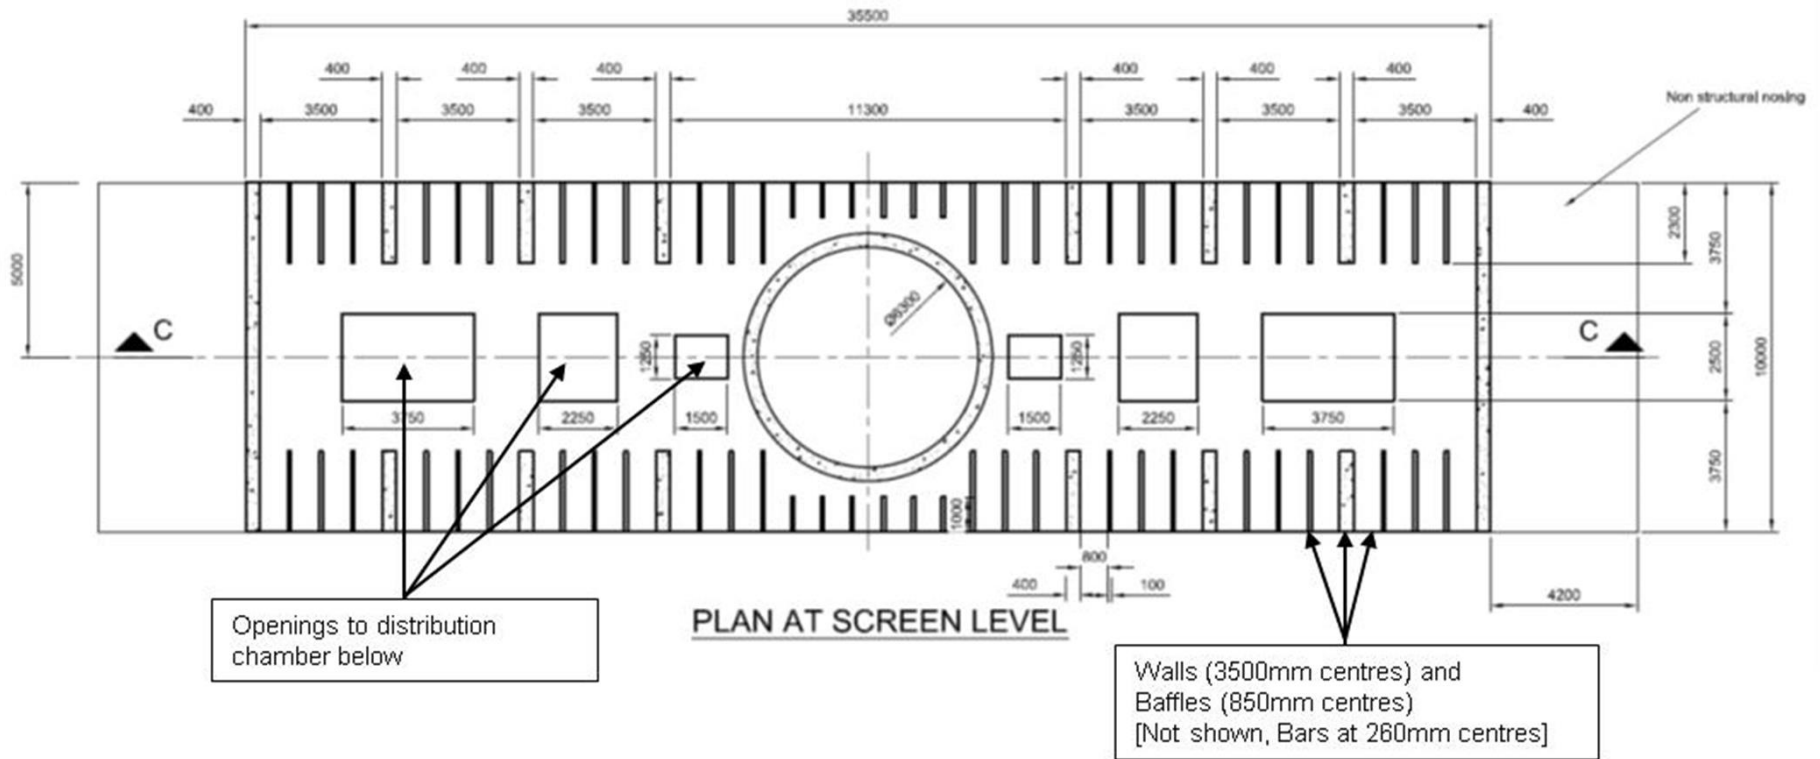 35500
400 400 400 400 400 400
400 3500 3500 3500 11300 3500 3500 3500 400
Non structural nosing
5000
2300
3750
10000
C
Ø6300
C
1250
1250
2500
3750 2250 1500 1500 2250 3750
3750
1000
800
400 100
4200
Openings to distribution
chamber below
PLAN AT SCREEN LEVEL
Walls (3500mm centres) and
Baffles (850mm centres)
[Not shown, Bars at 260mm centres]